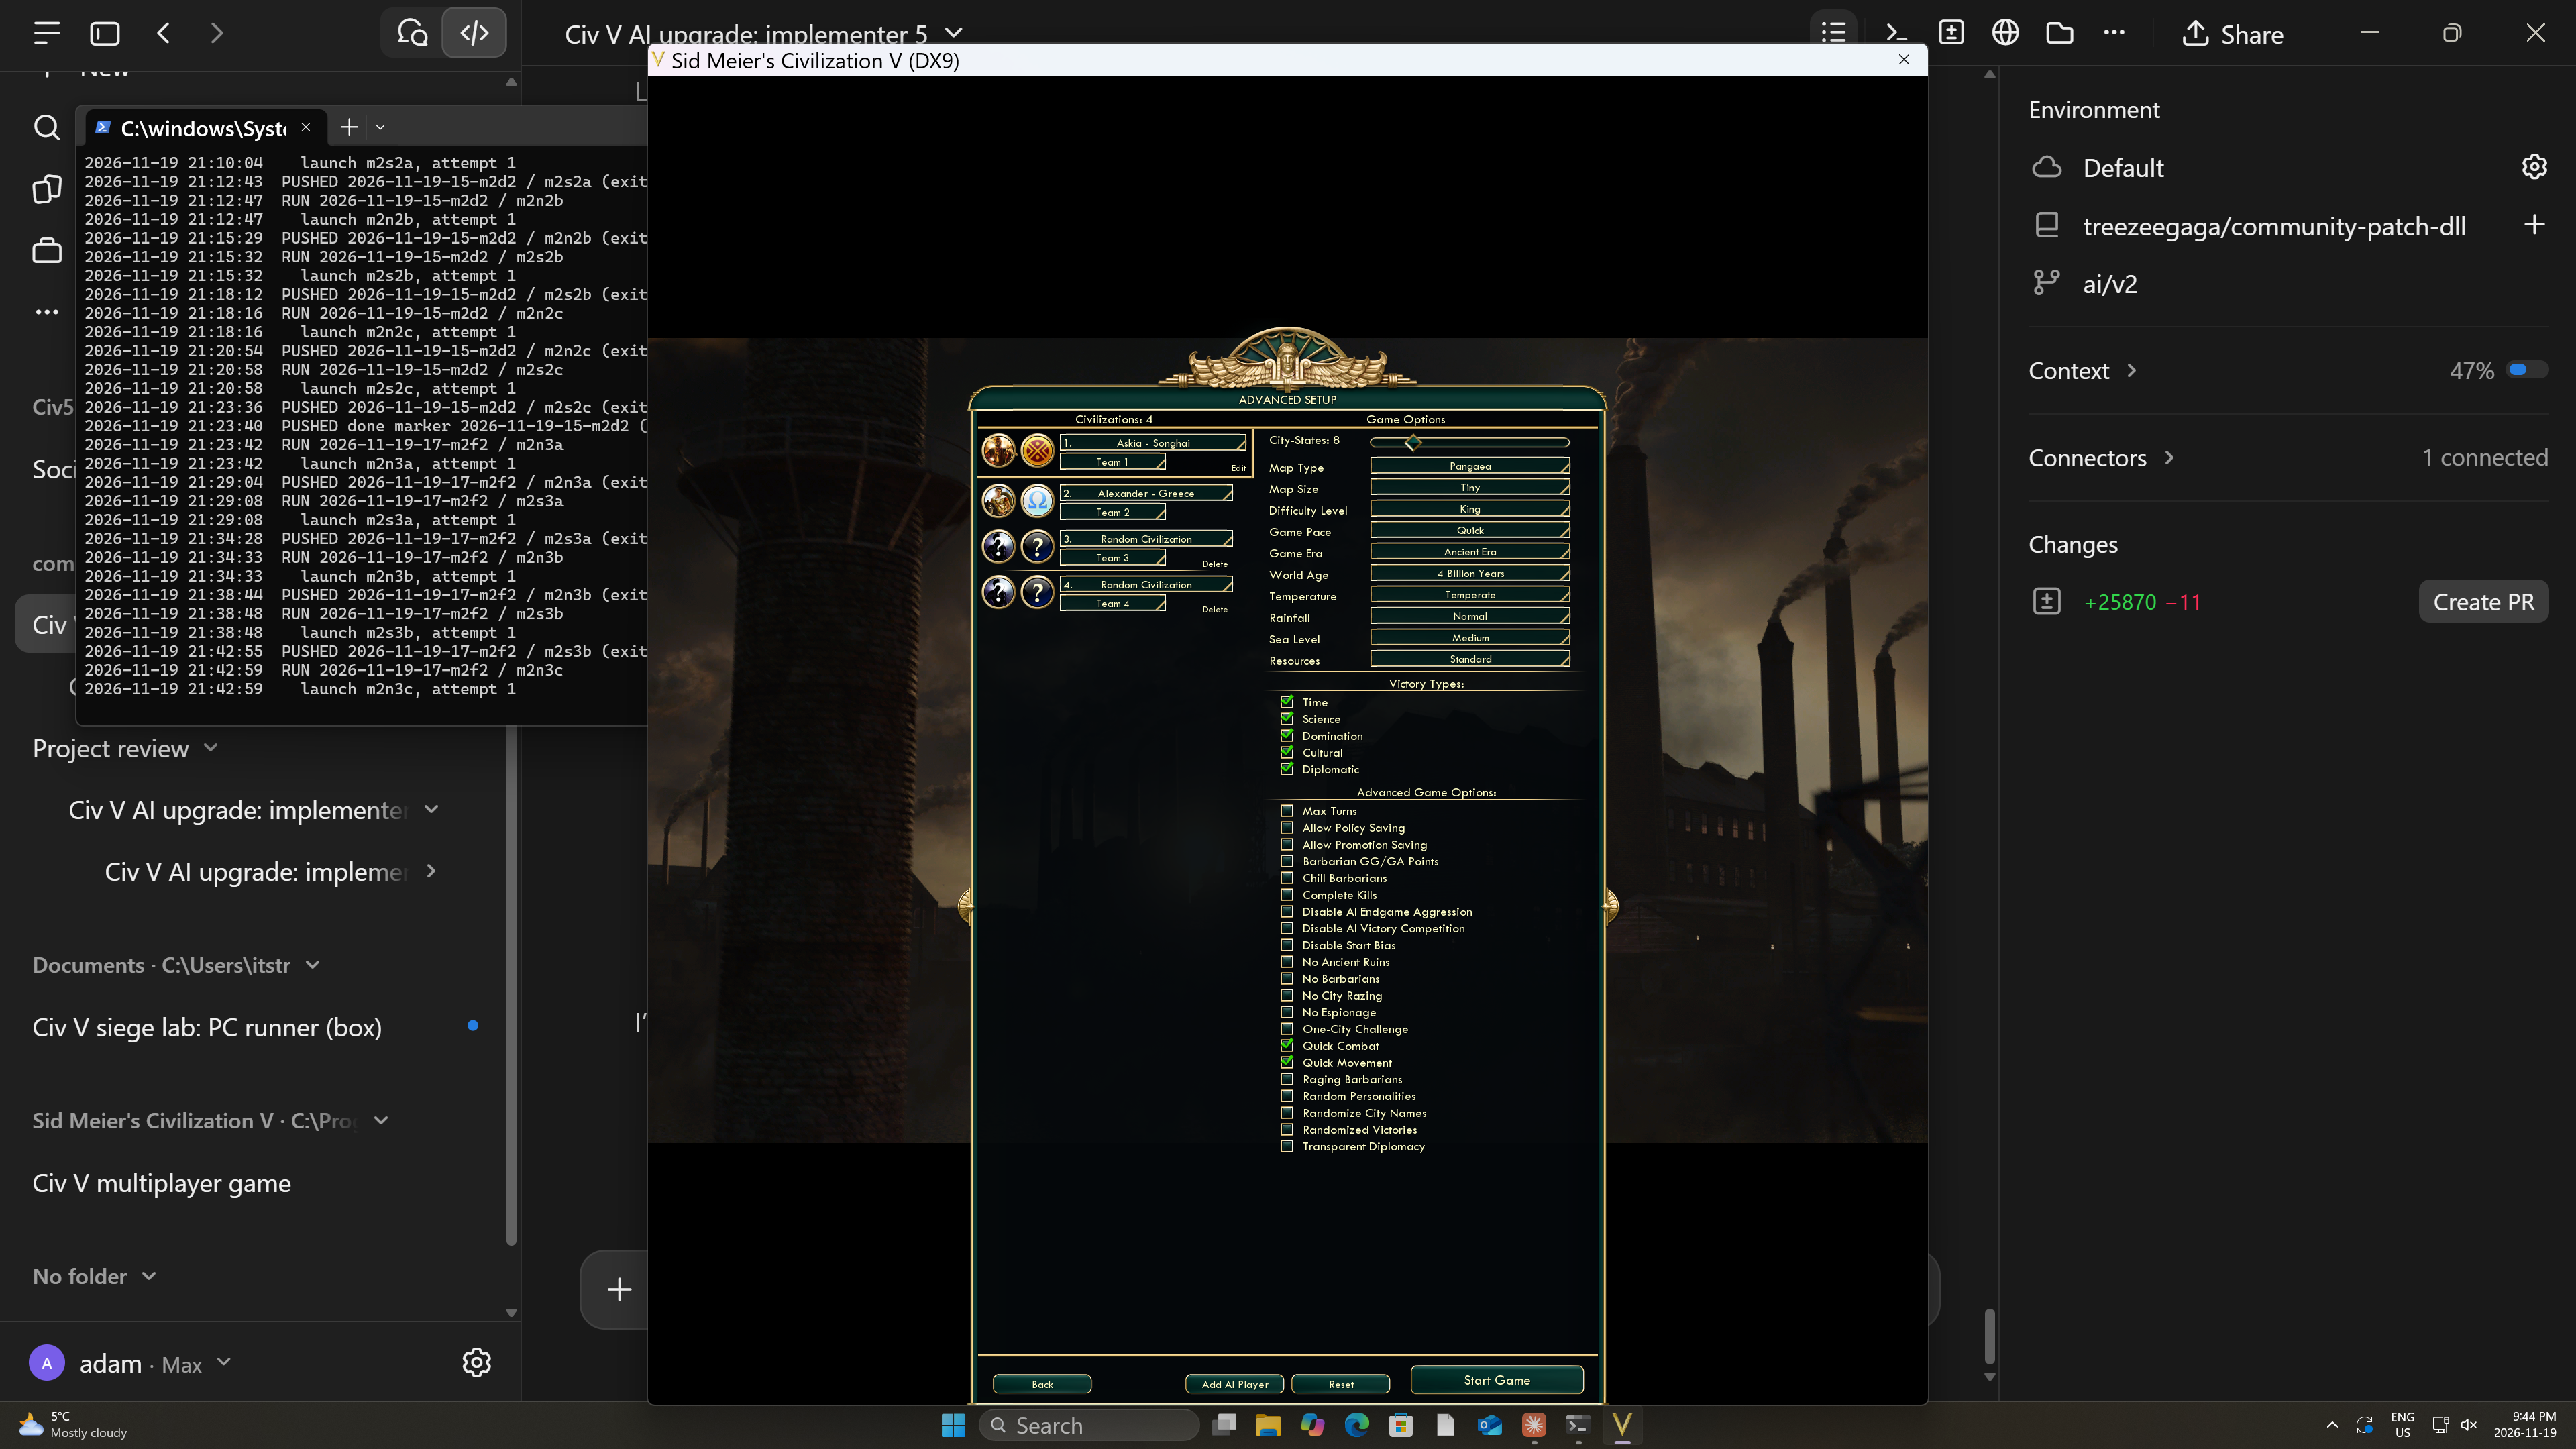 Civ V AI upgrade: implementer 5
Share
New
Sid Meier's Civilization V (DX9)
C:\windows\Syst
2026-11-19 21:10:04    launch m2s2a, attempt 1
2026-11-19 21:12:43  PUSHED 2026-11-19-15-m2d2 / m2s2a (exit
2026-11-19 21:12:47  RUN 2026-11-19-15-m2d2 / m2n2b
2026-11-19 21:12:47    launch m2n2b, attempt 1
2026-11-19 21:15:29  PUSHED 2026-11-19-15-m2d2 / m2n2b (exit
2026-11-19 21:15:32  RUN 2026-11-19-15-m2d2 / m2s2b
2026-11-19 21:15:32    launch m2s2b, attempt 1
2026-11-19 21:18:12  PUSHED 2026-11-19-15-m2d2 / m2s2b (exit
2026-11-19 21:18:16  RUN 2026-11-19-15-m2d2 / m2n2c
2026-11-19 21:18:16    launch m2n2c, attempt 1
2026-11-19 21:20:54  PUSHED 2026-11-19-15-m2d2 / m2n2c (exit
2026-11-19 21:20:58  RUN 2026-11-19-15-m2d2 / m2s2c
2026-11-19 21:20:58    launch m2s2c, attempt 1
2026-11-19 21:23:36  PUSHED 2026-11-19-15-m2d2 / m2s2c (exit
2026-11-19 21:23:40  PUSHED done marker 2026-11-19-15-m2d2 (
2026-11-19 21:23:42  RUN 2026-11-19-17-m2f2 / m2n3a
2026-11-19 21:23:42    launch m2n3a, attempt 1
2026-11-19 21:29:04  PUSHED 2026-11-19-17-m2f2 / m2n3a (exit
2026-11-19 21:29:08  RUN 2026-11-19-17-m2f2 / m2s3a
2026-11-19 21:29:08    launch m2s3a, attempt 1
2026-11-19 21:34:28  PUSHED 2026-11-19-17-m2f2 / m2s3a (exit
2026-11-19 21:34:33  RUN 2026-11-19-17-m2f2 / m2n3b
2026-11-19 21:34:33    launch m2n3b, attempt 1
2026-11-19 21:38:44  PUSHED 2026-11-19-17-m2f2 / m2n3b (exit
2026-11-19 21:38:48  RUN 2026-11-19-17-m2f2 / m2s3b
2026-11-19 21:38:48    launch m2s3b, attempt 1
2026-11-19 21:42:55  PUSHED 2026-11-19-17-m2f2 / m2s3b (exit
2026-11-19 21:42:59  RUN 2026-11-19-17-m2f2 / m2n3c
2026-11-19 21:42:59    launch m2n3c, attempt 1
Civ5
Soci
com
Civ
Project review
Civ V AI upgrade: implementer
Civ V AI upgrade: implemer
Documents · C:\Users\itstr
Civ V siege lab: PC runner (box)
Sid Meier's Civilization V · C:\Prog
Civ V multiplayer game
No folder
A
adam · Max
ADVANCED SETUP
Civilizations: 4
1. Askia - Songhai
Team 1
Edit
2. Alexander - Greece
Team 2
3. Random Civilization
Team 3
Delete
4. Random Civilization
Team 4
Delete
Game Options
City-States: 8
Map Type Pangaea
Map Size Tiny
Difficulty Level King
Game Pace Quick
Game Era Ancient Era
World Age 4 Billion Years
Temperature Temperate
Rainfall Normal
Sea Level Medium
Resources Standard
Victory Types:
Time
Science
Domination
Cultural
Diplomatic
Advanced Game Options:
Max Turns
Allow Policy Saving
Allow Promotion Saving
Barbarian GG/GA Points
Chill Barbarians
Complete Kills
Disable AI Endgame Aggression
Disable AI Victory Competition
Disable Start Bias
No Ancient Ruins
No Barbarians
No City Razing
No Espionage
One-City Challenge
Quick Combat
Quick Movement
Raging Barbarians
Random Personalities
Randomize City Names
Randomized Victories
Transparent Diplomacy
Back
Add AI Player
Reset
Start Game
Environment
Default
treezeegaga/community-patch-dll
ai/v2
Context
47%
Connectors
1 connected
Changes
+25870 −11
Create PR
5°C
Mostly cloudy
Search
ENG
US
9:44 PM
2026-11-19